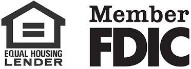 EQUAL HOUSING
LENDER
Member
FDIC